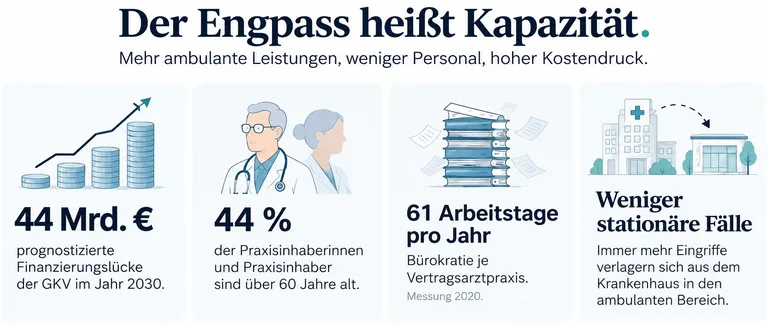 Der Engpass heißt Kapazität.
Mehr ambulante Leistungen, weniger Personal, hoher Kostendruck.
44 Mrd. €
prognostizierte
Finanzierungslücke
der GKV im Jahr 2030.
44 %
der Praxisinhaberinnen
und Praxisinhaber
sind über 60 Jahre alt.
61 Arbeitstage
pro Jahr
Bürokratie je
Vertragsarztpraxis.
Messung 2020.
Weniger
stationäre Fälle
Immer mehr Eingriffe
verlagern sich aus dem
Krankenhaus in den
ambulanten Bereich.